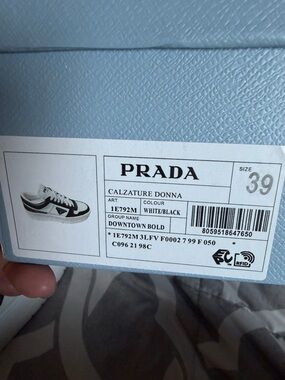 PRADA
SIZE
39
CALZATURE DONNA
ART COLOUR
1E792M WHITE/BLACK
GROUP NAME
DOWNTOWN BOLD
8059518647650
* 1E792M 3LFV F0002 7 99 F 050
C096 21 98C
RFID